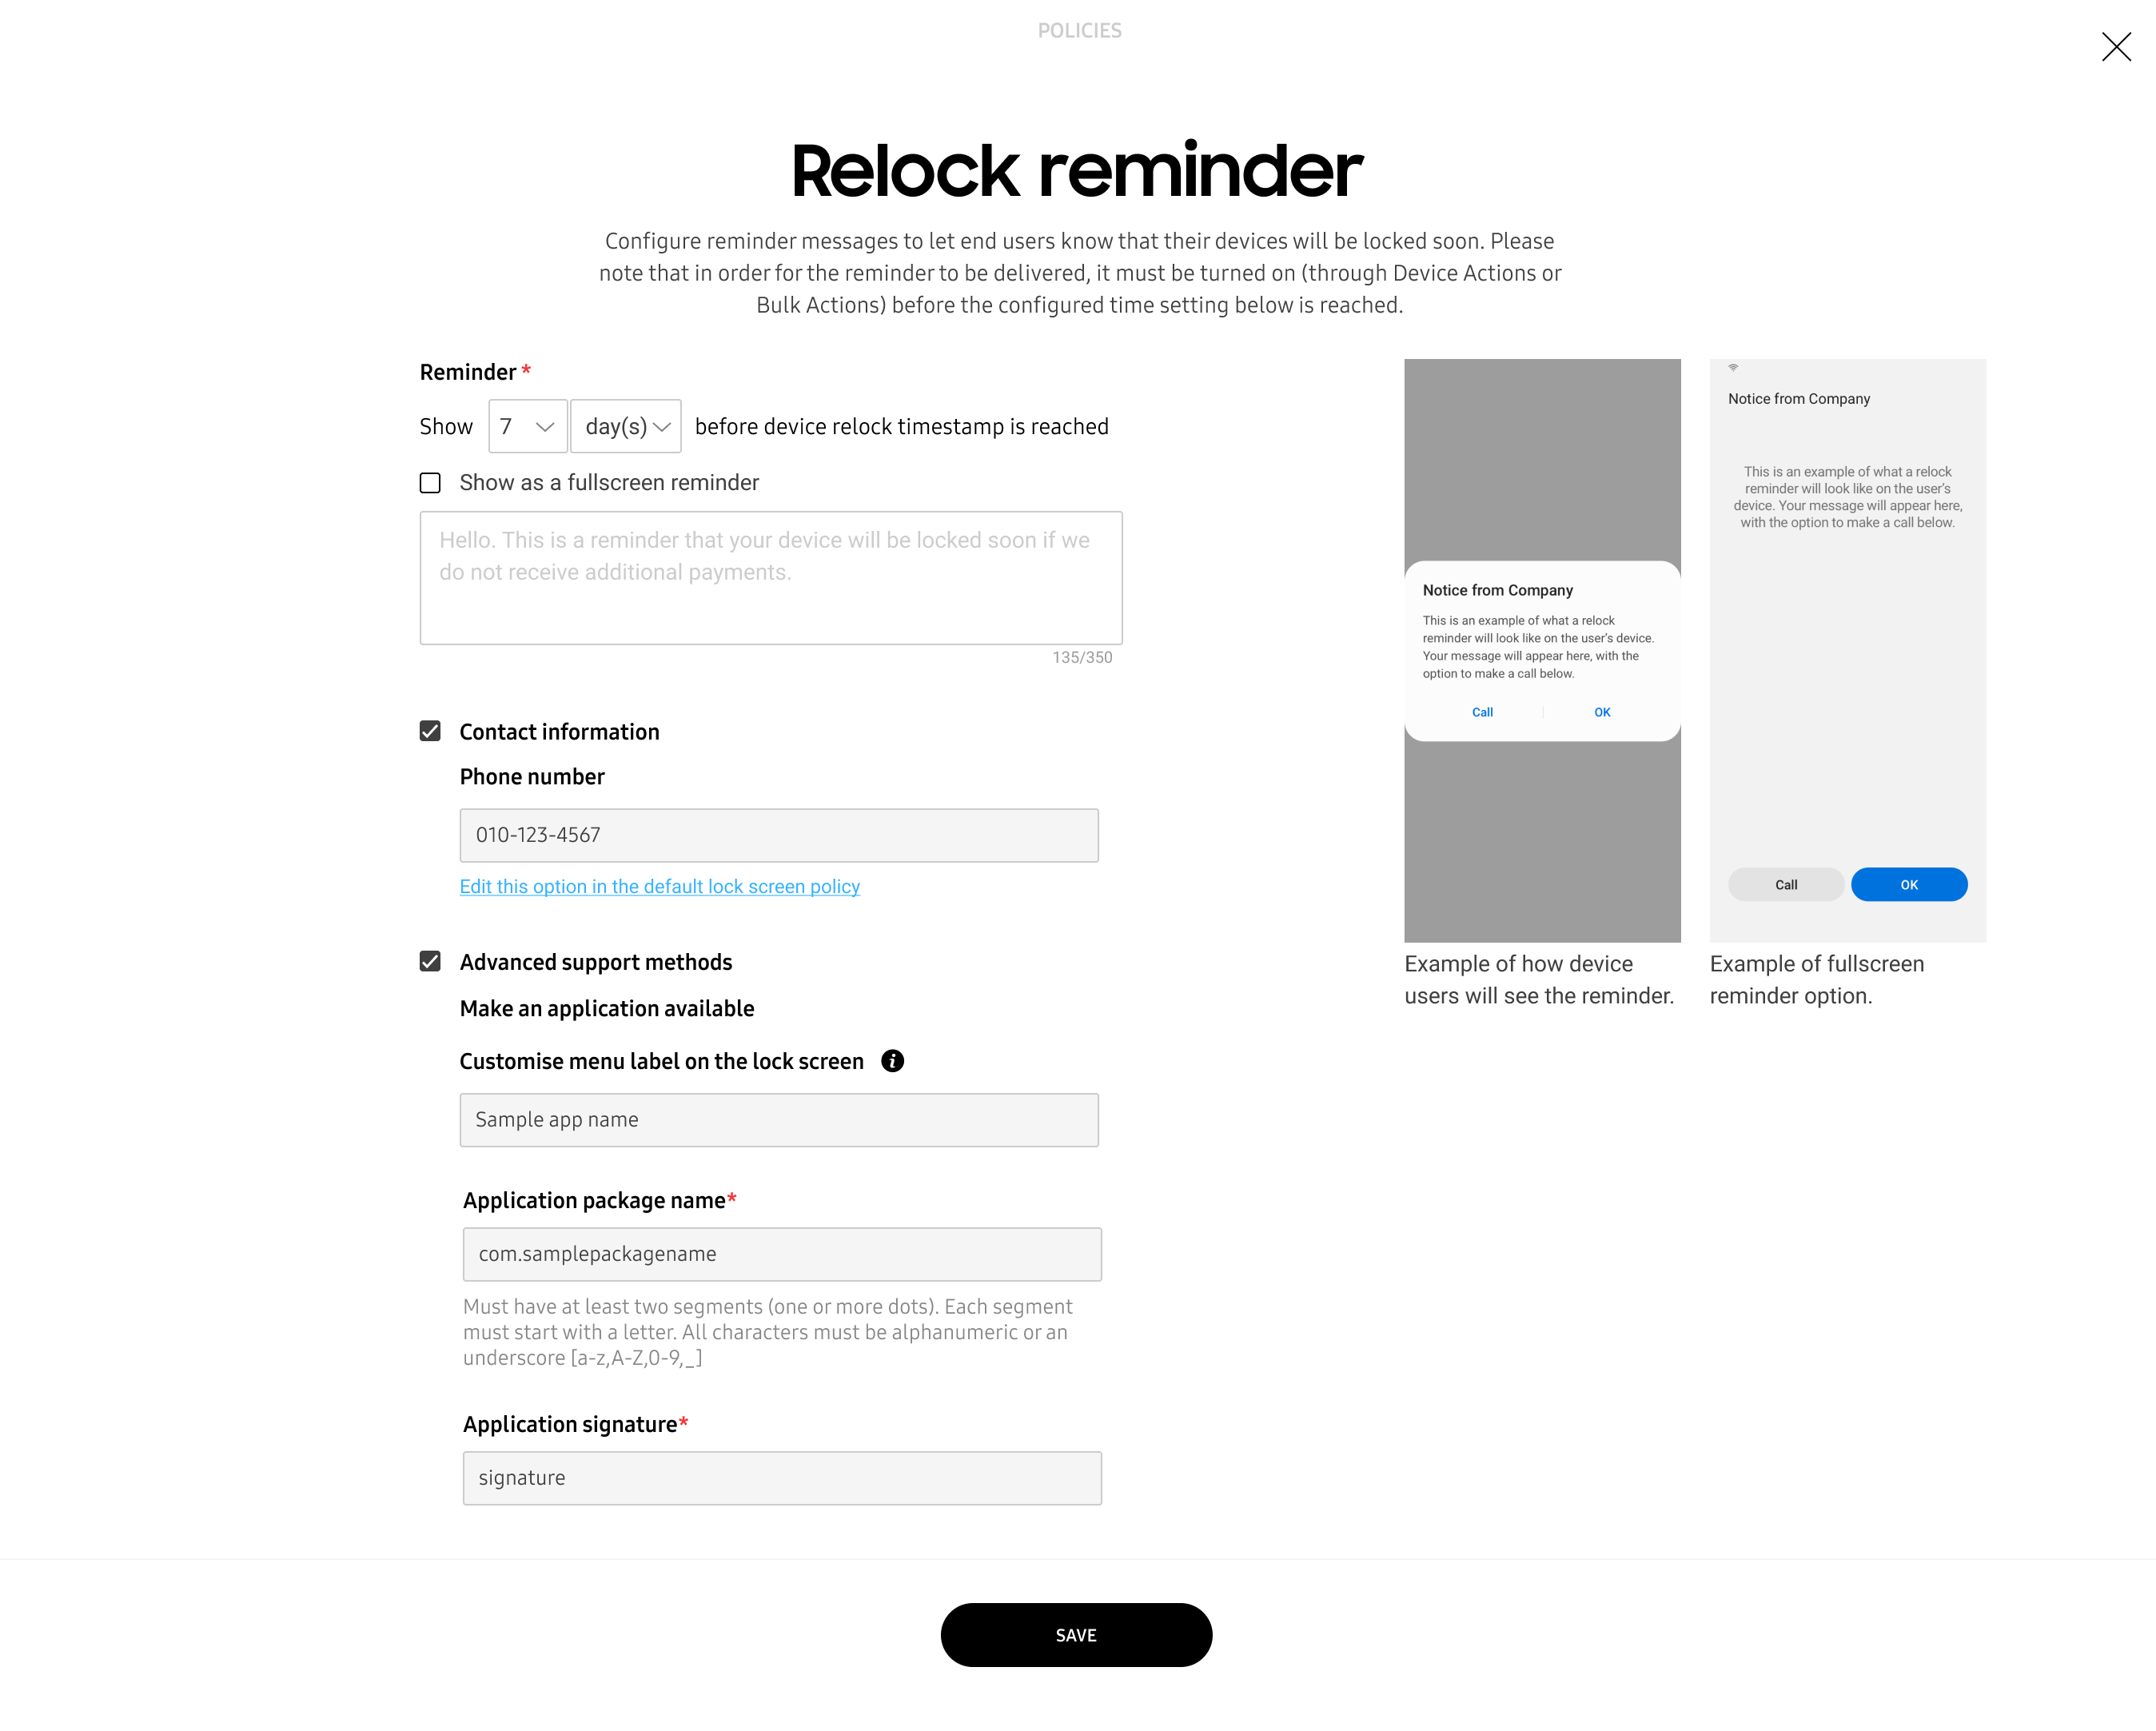 POLICIES
Relock reminder
Configure reminder messages to let end users know that their devices will be locked soon. Please
note that in order for the reminder to be delivered, it must be turned on (through Device Actions or
Bulk Actions) before the configured time setting below is reached.
Reminder *
Show 7 day(s) before device relock timestamp is reached
Show as a fullscreen reminder
Hello. This is a reminder that your device will be locked soon if we
do not receive additional payments.
135/350
Contact information
Phone number
010-123-4567
Edit this option in the default lock screen policy
Advanced support methods
Make an application available
Customise menu label on the lock screen i
Sample app name
Application package name*
com.samplepackagename
Must have at least two segments (one or more dots). Each segment
must start with a letter. All characters must be alphanumeric or an
underscore [a-z,A-Z,0-9,_]
Application signature*
signature
Notice from Company
This is an example of what a relock
reminder will look like on the user's device.
Your message will appear here, with the
option to make a call below.
Call OK
Example of how device
users will see the reminder.
Notice from Company
This is an example of what a relock
reminder will look like on the user's
device. Your message will appear here,
with the option to make a call below.
Call OK
Example of fullscreen
reminder option.
SAVE